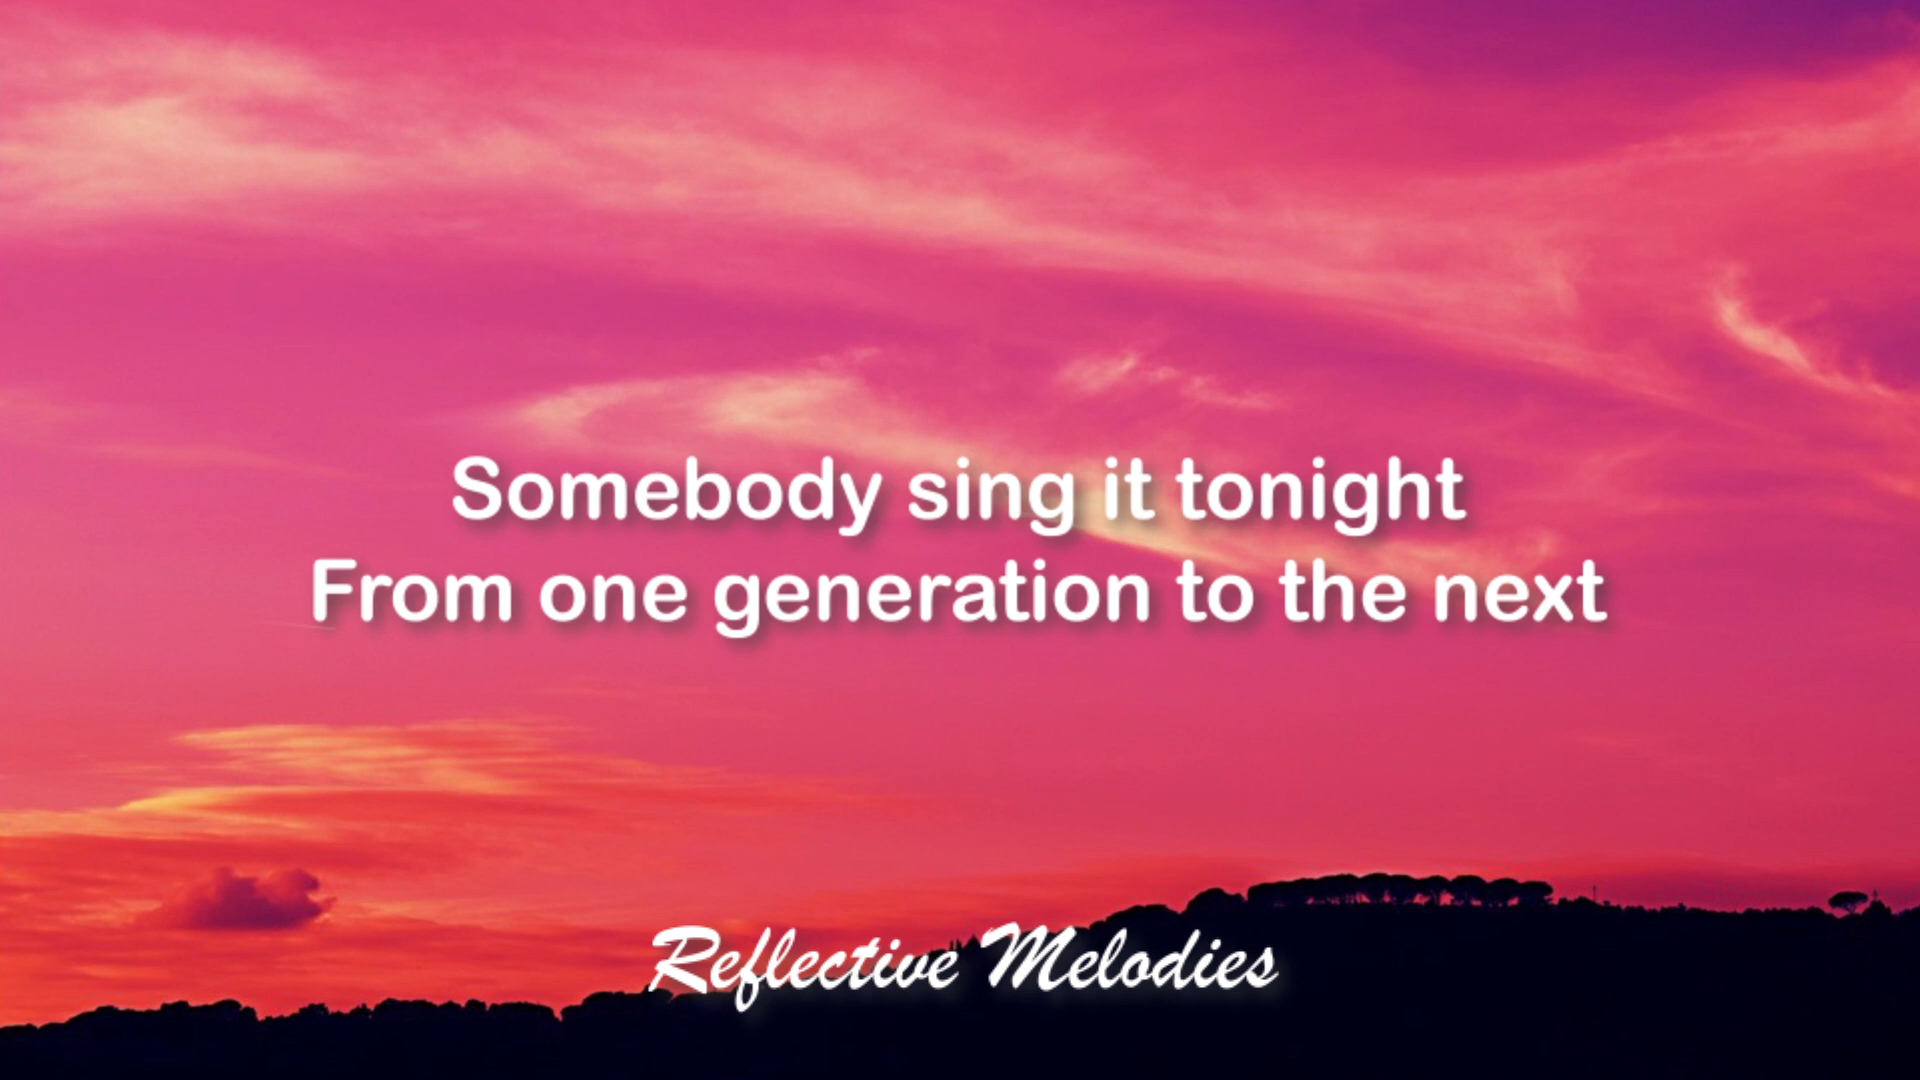 Somebody sing it tonight
From one generation to the next
Reflective Melodies